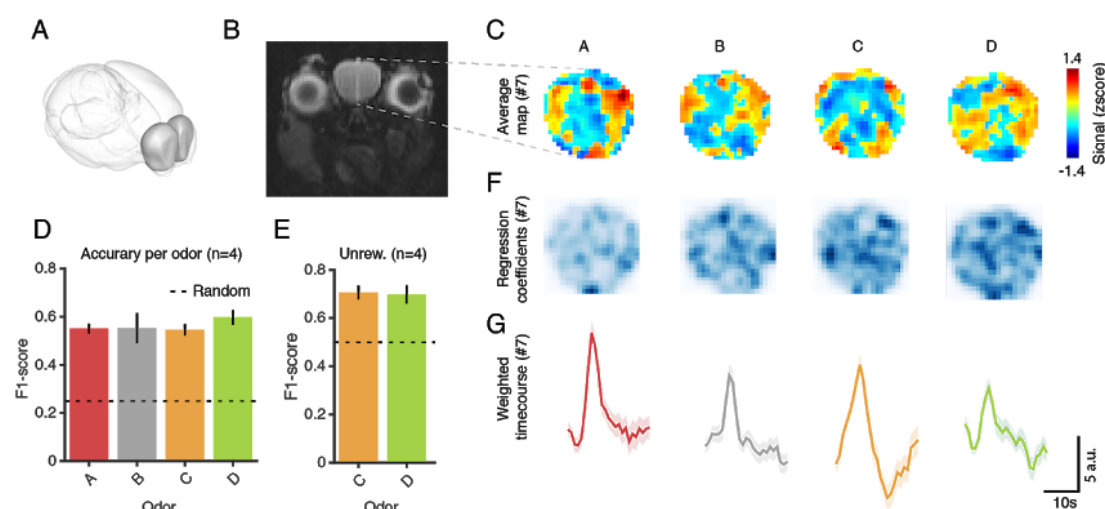 A
B
C
A
B
C
D
Average
map (#7)
1.4
-1.4
Signal (zscore)
D
Accurary per odor (n=4)
Random
F1-score
0.8
0.6
0.4
0.2
0
A
B
C
D
Odor
E
Unrew. (n=4)
F1-score
0.8
0.6
0.4
0.2
0
C
D
Odor
F
Regression
coefficients (#7)
G
Weighted
timecourse (#7)
5 a.u.
10s